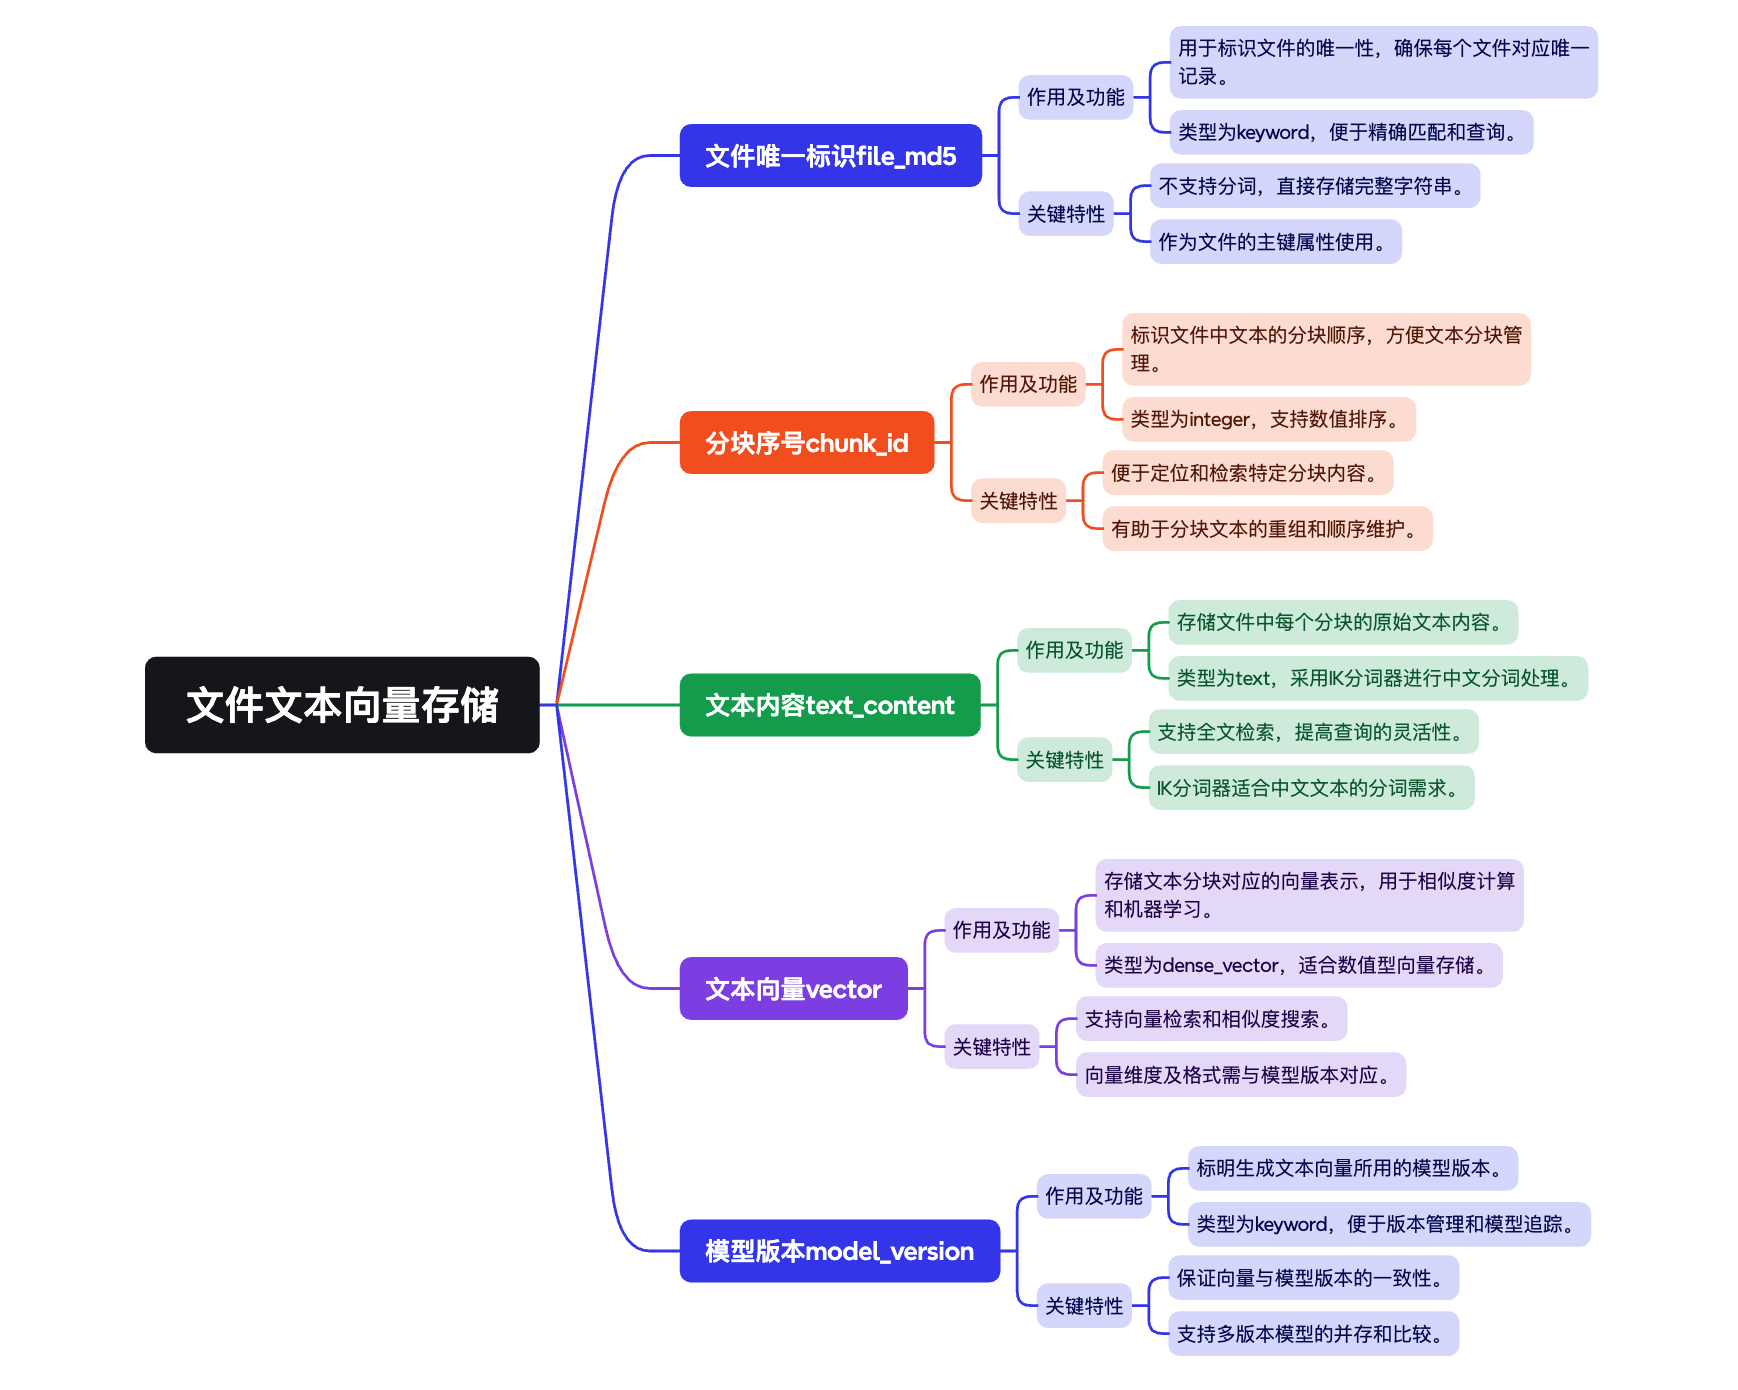 文件文本向量存储
文件唯一标识file_md5
作用及功能
用于标识文件的唯一性，确保每个文件对应唯一
记录。
类型为keyword，便于精确匹配和查询。
关键特性
不支持分词，直接存储完整字符串。
作为文件的主键属性使用。
分块序号chunk_id
作用及功能
标识文件中文本的分块顺序，方便文本分块管
理。
类型为integer，支持数值排序。
关键特性
便于定位和检索特定分块内容。
有助于分块文本的重组和顺序维护。
文本内容text_content
作用及功能
存储文件中每个分块的原始文本内容。
类型为text，采用IK分词器进行中文分词处理。
关键特性
支持全文检索，提高查询的灵活性。
IK分词器适合中文文本的分词需求。
文本向量vector
作用及功能
存储文本分块对应的向量表示，用于相似度计算
和机器学习。
类型为dense_vector，适合数值型向量存储。
关键特性
支持向量检索和相似度搜索。
向量维度及格式需与模型版本对应。
模型版本model_version
作用及功能
标明生成文本向量所用的模型版本。
类型为keyword，便于版本管理和模型追踪。
关键特性
保证向量与模型版本的一致性。
支持多版本模型的并存和比较。